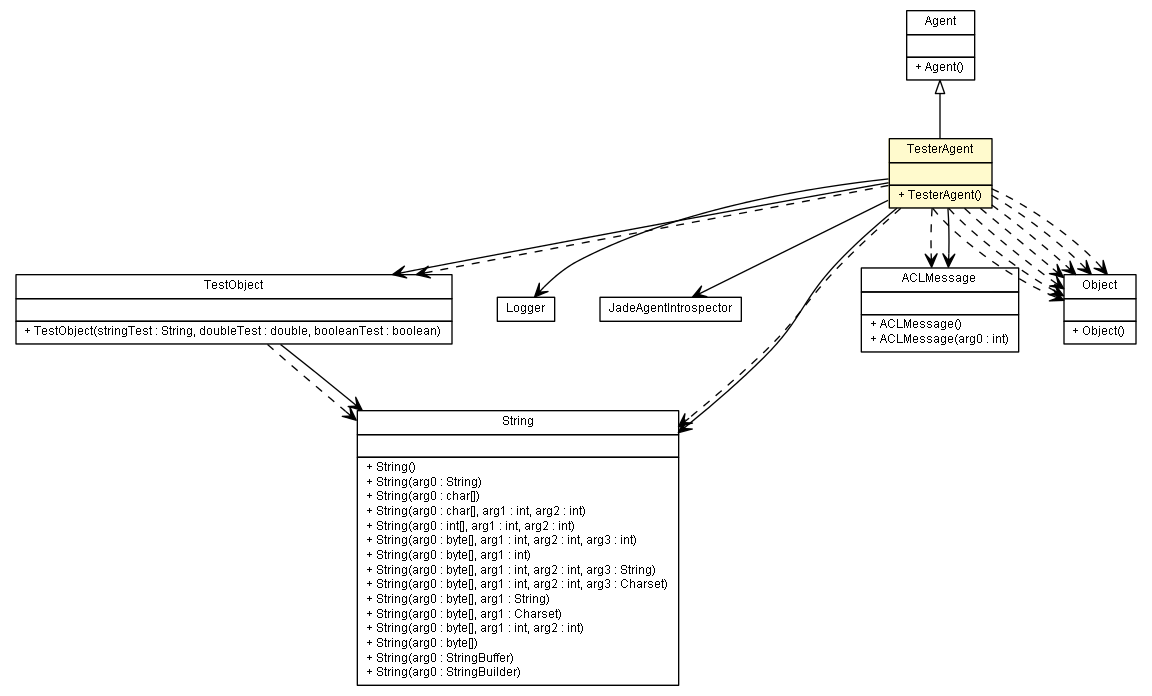 Agent
+ Agent()
TesterAgent
+ TesterAgent()
TestObject
+ TestObject(stringTest : String, doubleTest : double, booleanTest : boolean)
Logger
JadeAgentIntrospector
ACLMessage
+ ACLMessage()
+ ACLMessage(arg0 : int)
Object
+ Object()
String
+ String()
+ String(arg0 : String)
+ String(arg0 : char[])
+ String(arg0 : char[], arg1 : int, arg2 : int)
+ String(arg0 : int[], arg1 : int, arg2 : int)
+ String(arg0 : byte[], arg1 : int, arg2 : int, arg3 : int)
+ String(arg0 : byte[], arg1 : int)
+ String(arg0 : byte[], arg1 : int, arg2 : int, arg3 : String)
+ String(arg0 : byte[], arg1 : int, arg2 : int, arg3 : Charset)
+ String(arg0 : byte[], arg1 : String)
+ String(arg0 : byte[], arg1 : Charset)
+ String(arg0 : byte[], arg1 : int, arg2 : int)
+ String(arg0 : byte[])
+ String(arg0 : StringBuffer)
+ String(arg0 : StringBuilder)